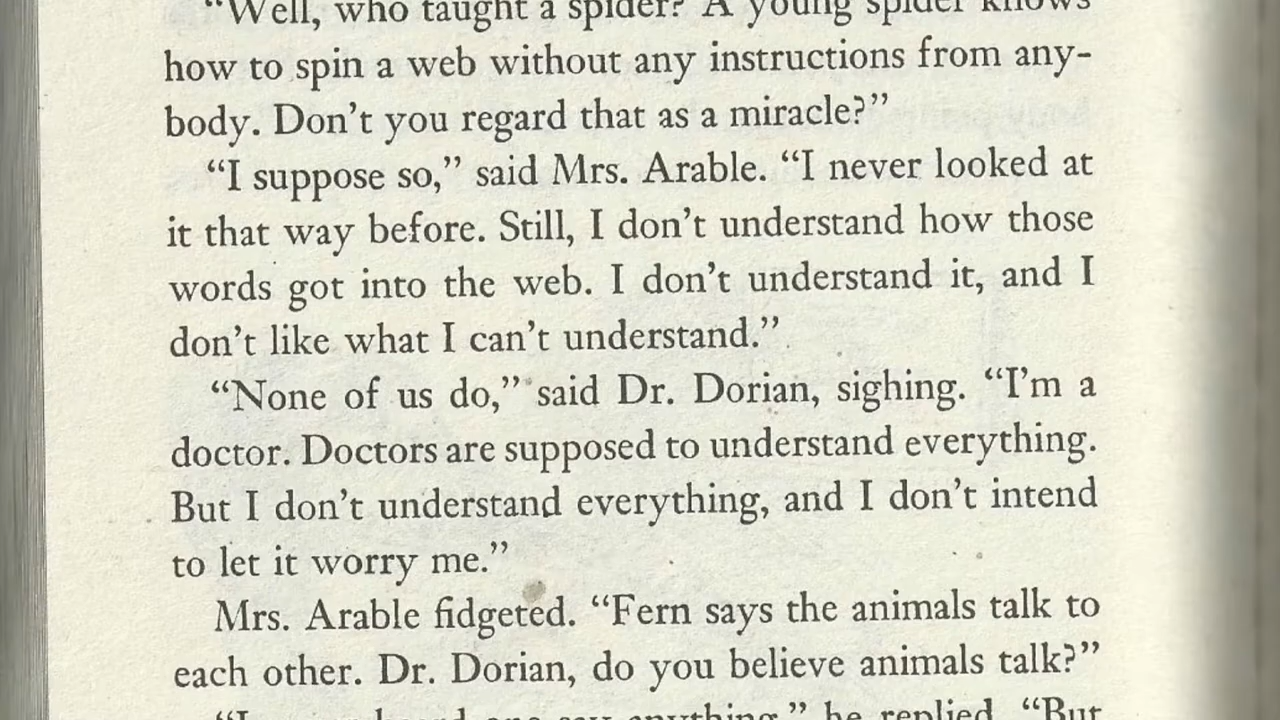 “Well, who taught a spider? A young spider knows
how to spin a web without any instructions from any-
body. Don’t you regard that as a miracle?”
“I suppose so,” said Mrs. Arable. “I never looked at
it that way before. Still, I don’t understand how those
words got into the web. I don’t understand it, and I
don’t like what I can’t understand.”
“None of us do,” said Dr. Dorian, sighing. “I’m a
doctor. Doctors are supposed to understand everything.
But I don’t understand everything, and I don’t intend
to let it worry me.”
Mrs. Arable fidgeted. “Fern says the animals talk to
each other. Dr. Dorian, do you believe animals talk?”
say anything,” he replied. “But